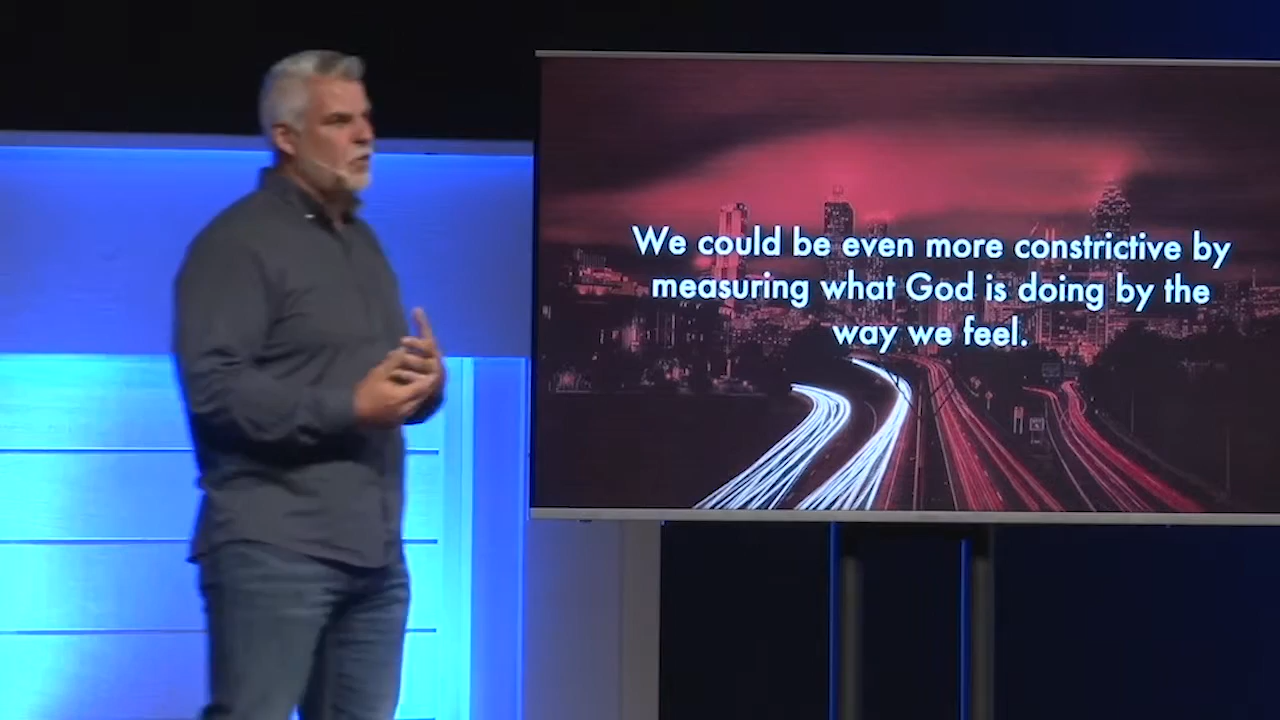 We could be even more constrictive by
measuring what God is doing by the
way we feel.